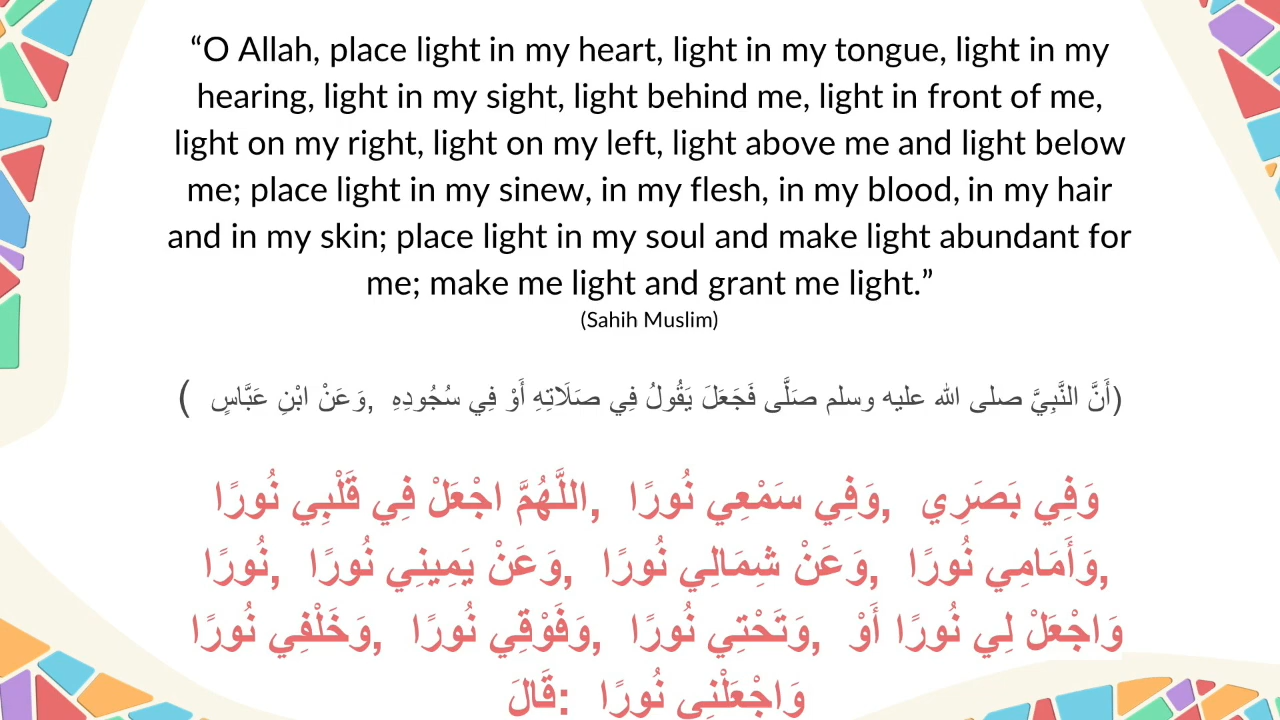 “O Allah, place light in my heart, light in my tongue, light in my
hearing, light in my sight, light behind me, light in front of me,
light on my right, light on my left, light above me and light below
me; place light in my sinew, in my flesh, in my blood, in my hair
and in my skin; place light in my soul and make light abundant for
me; make me light and grant me light.”
(Sahih Muslim)
( وَعَنْ ابْنِ عَبَّاسٍ, أَنَّ النَّبِيَّ صلى الله عليه وسلم صَلَّى فَجَعَلَ يَقُولُ فِي صَلَاتِهِ أَوْ فِي سُجُودِهِ)
اللَّهُمَّ اجْعَلْ فِي قَلْبِي نُورًا, وَفِي سَمْعِي نُورًا, وَفِي بَصَرِي
نُورًا, وَعَنْ يَمِينِي نُورًا, وَعَنْ شِمَالِي نُورًا, وَأَمَامِي نُورًا,
وَخَلْفِي نُورًا, وَفَوْقِي نُورًا, وَتَحْتِي نُورًا, وَاجْعَلْ لِي نُورًا أَوْ
قَالَ: وَاجْعَلْنِي نُورًا